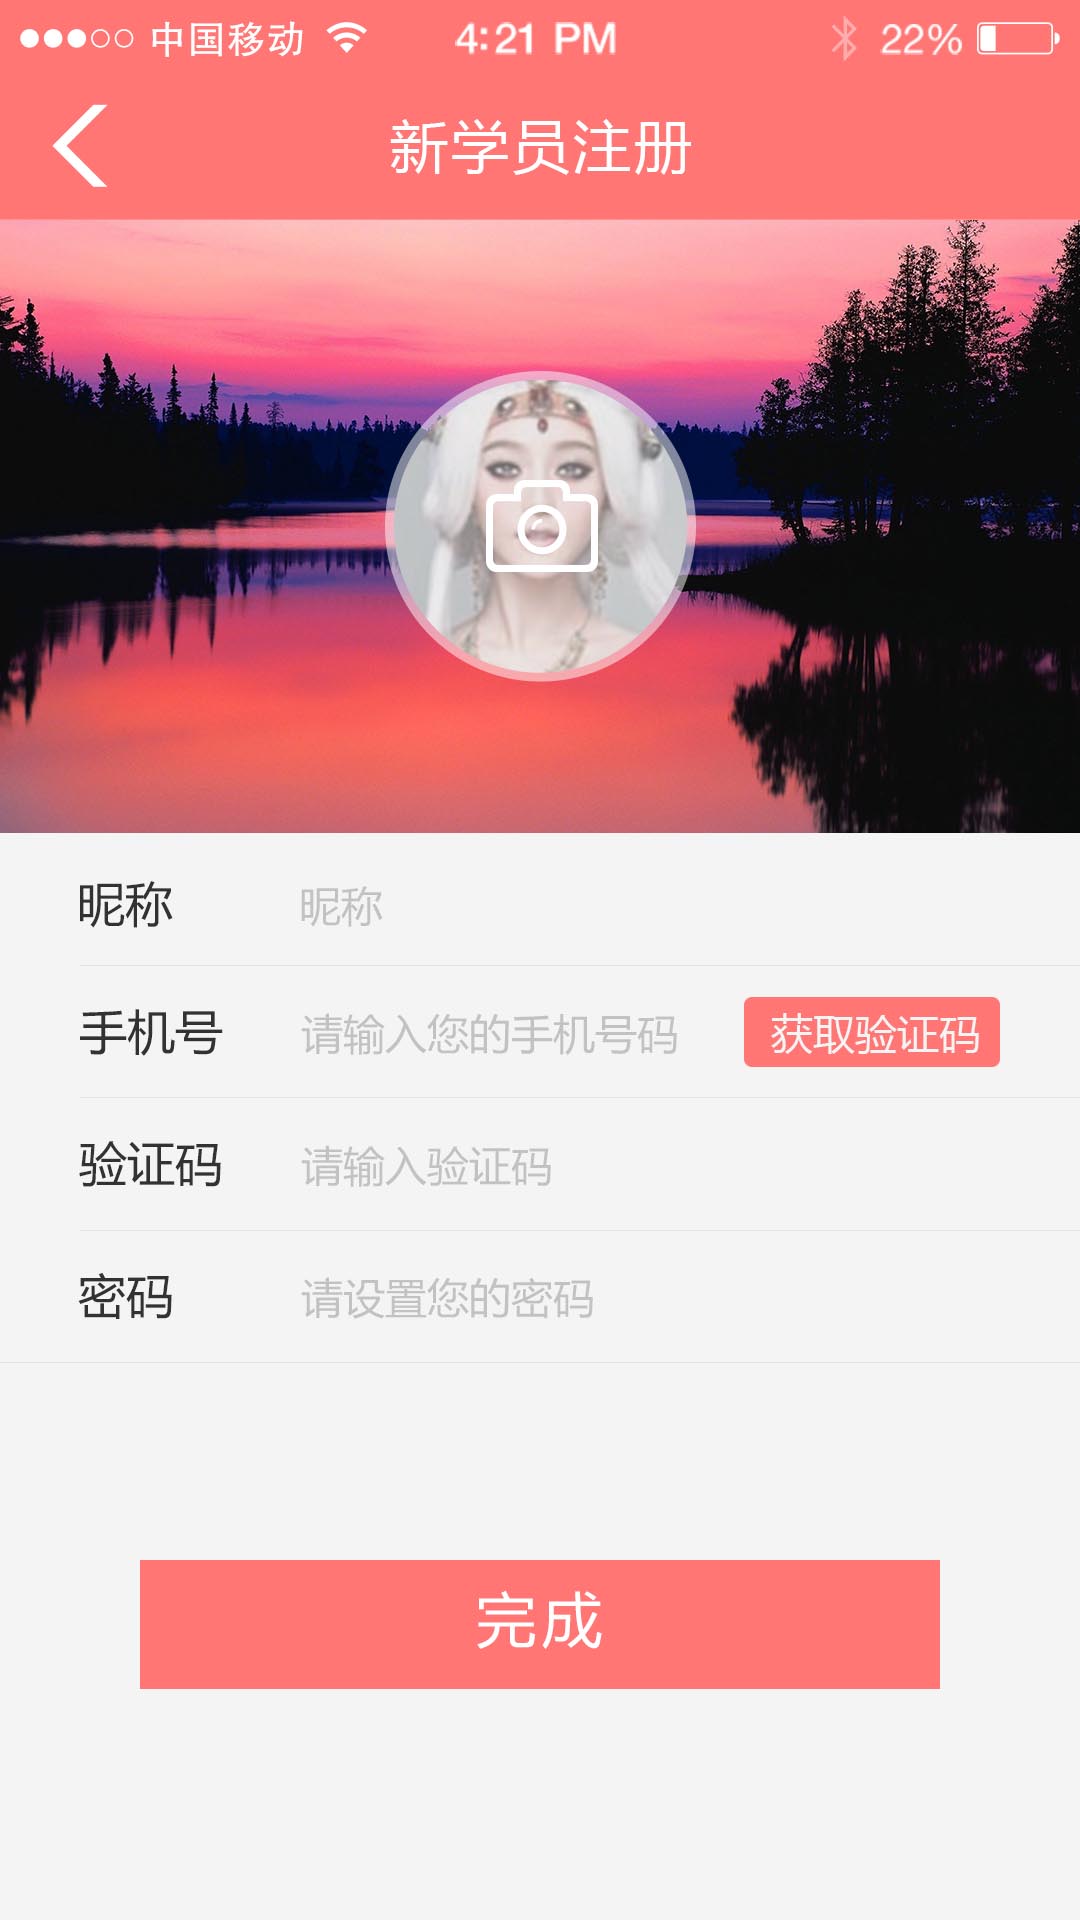 中国移动 4:21 PM 22%
新学员注册
昵称 昵称
手机号 请输入您的手机号码 获取验证码
验证码 请输入验证码
密码 请设置您的密码
完成